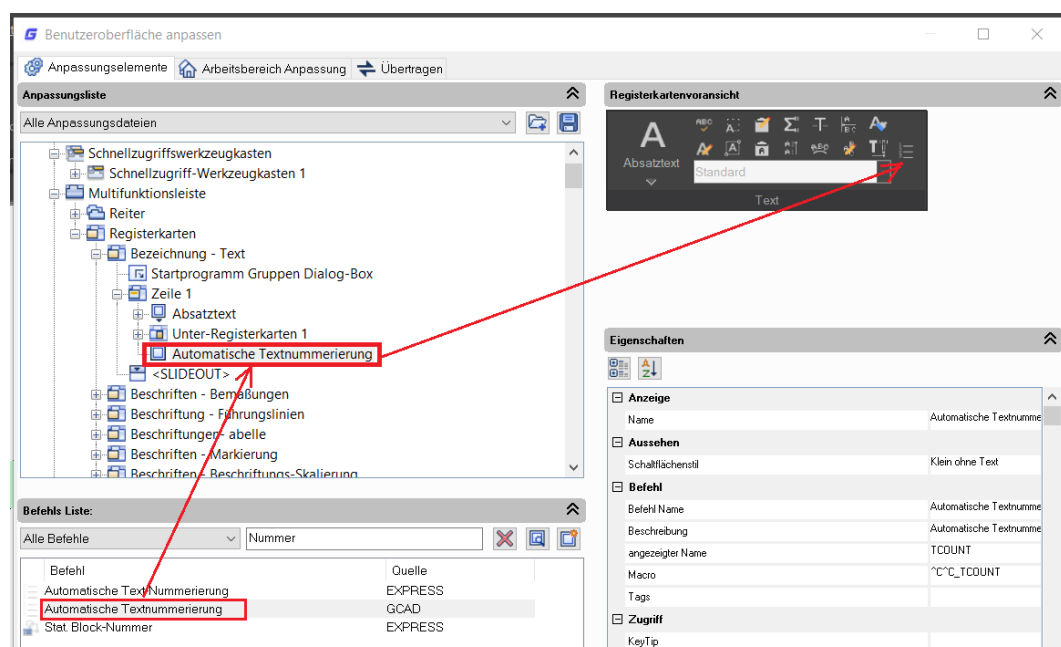 Benutzeroberfläche anpassen
Anpassungselemente Arbeitsbereich Anpassung Übertragen
Anpassungsliste
Alle Anpassungsdateien
Schnellzugriffswerkzeugkasten
Schnellzugriff-Werkzeugkasten 1
Multifunktionsleiste
Reiter
Registerkarten
Bezeichnung - Text
Startprogramm Gruppen Dialog-Box
Zeile 1
Absatztext
Unter-Registerkarten 1
Automatische Textnummerierung
<SLIDEOUT>
Beschriften - Bemaßungen
Beschriftung - Führungslinien
Beschriftungen- abelle
Beschriften - Markierung
Beschriften - Beschriftungs-Skalierung
Befehls Liste:
Alle Befehle Nummer
Befehl Quelle
Automatische Text Nummerierung EXPRESS
Automatische Textnummerierung GCAD
Stat. Block-Nummer EXPRESS
Registerkartenvoransicht
Absatztext
Standard
Text
Eigenschaften
Anzeige
Name Automatische Textnumme
Aussehen
Schaltflächenstil Klein ohne Text
Befehl
Befehl Name Automatische Textnumme
Beschreibung Automatische Textnumme
angezeigter Name TCOUNT
Macro ^C^C_TCOUNT
Tags
Zugriff
KeyTip